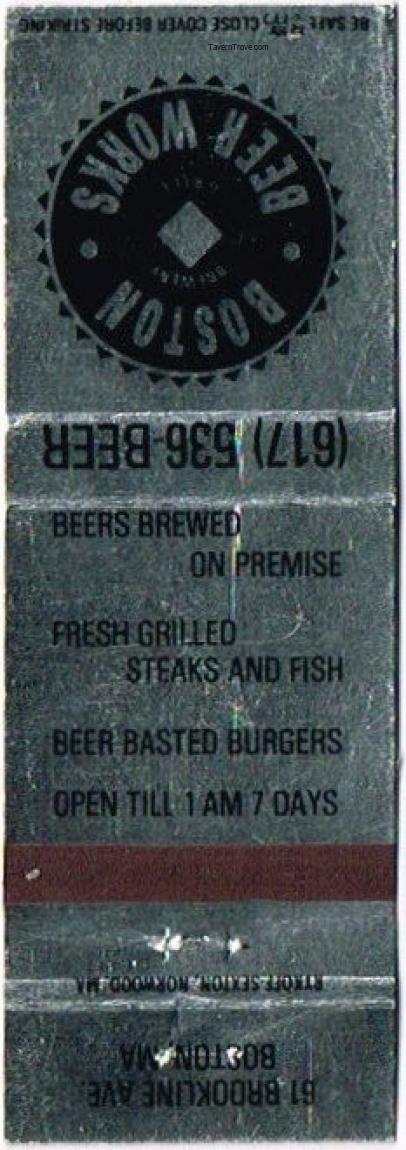 BE SAFE, CLOSE COVER BEFORE STRIKING
TavernTrove.com
BOSTON
BEER WORKS
BREWERY
GRILL
(617) 536-BEER
BEERS BREWED
ON PREMISE
FRESH GRILLED
STEAKS AND FISH
BEER BASTED BURGERS
OPEN TILL 1 AM 7 DAYS
RYKOFF-SEXTON, NORWOOD, MA
61 BROOKLINE AVE.
BOSTON, MA